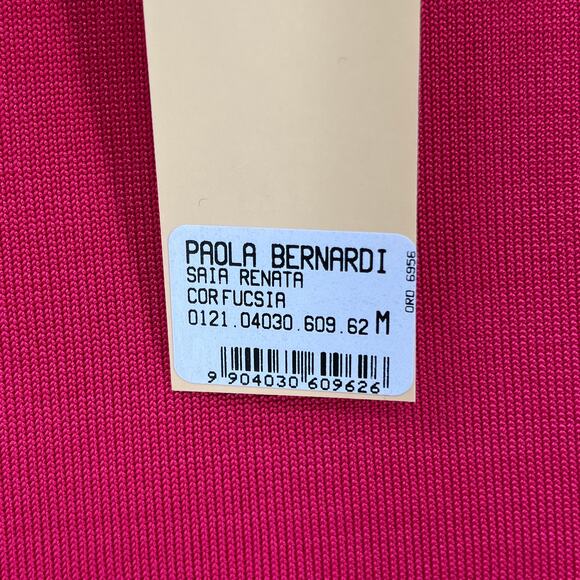 PAOLA BERNARDI
SAIA RENATA
COR FUCSIA
0121.04030.609.62 M
ORD 6956
9 904030 609626